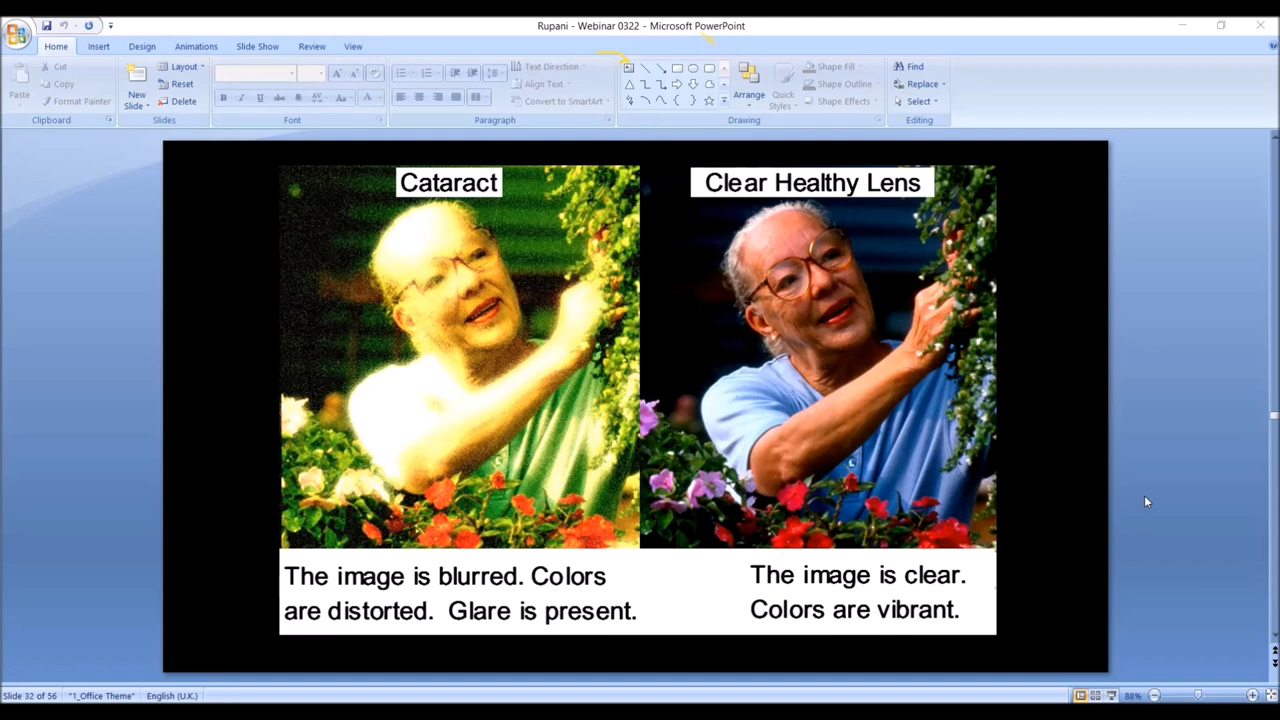 Rupani - Webinar 0322 - Microsoft PowerPoint
Home Insert Design Animations Slide Show Review View
Paste
Cut
Copy
Format Painter
Clipboard
New
Slide
Layout
Reset
Delete
Slides
B I U abc S AV Aa A
Font
Text Direction
Align Text
Convert to SmartArt
Paragraph
Arrange
Quick
Styles
Shape Fill
Shape Outline
Shape Effects
Drawing
Find
Replace
Select
Editing
Cataract
Clear Healthy Lens
The image is blurred. Colors
are distorted. Glare is present.
The image is clear.
Colors are vibrant.
Slide 32 of 56 "1_Office Theme" English (U.K.) 88%